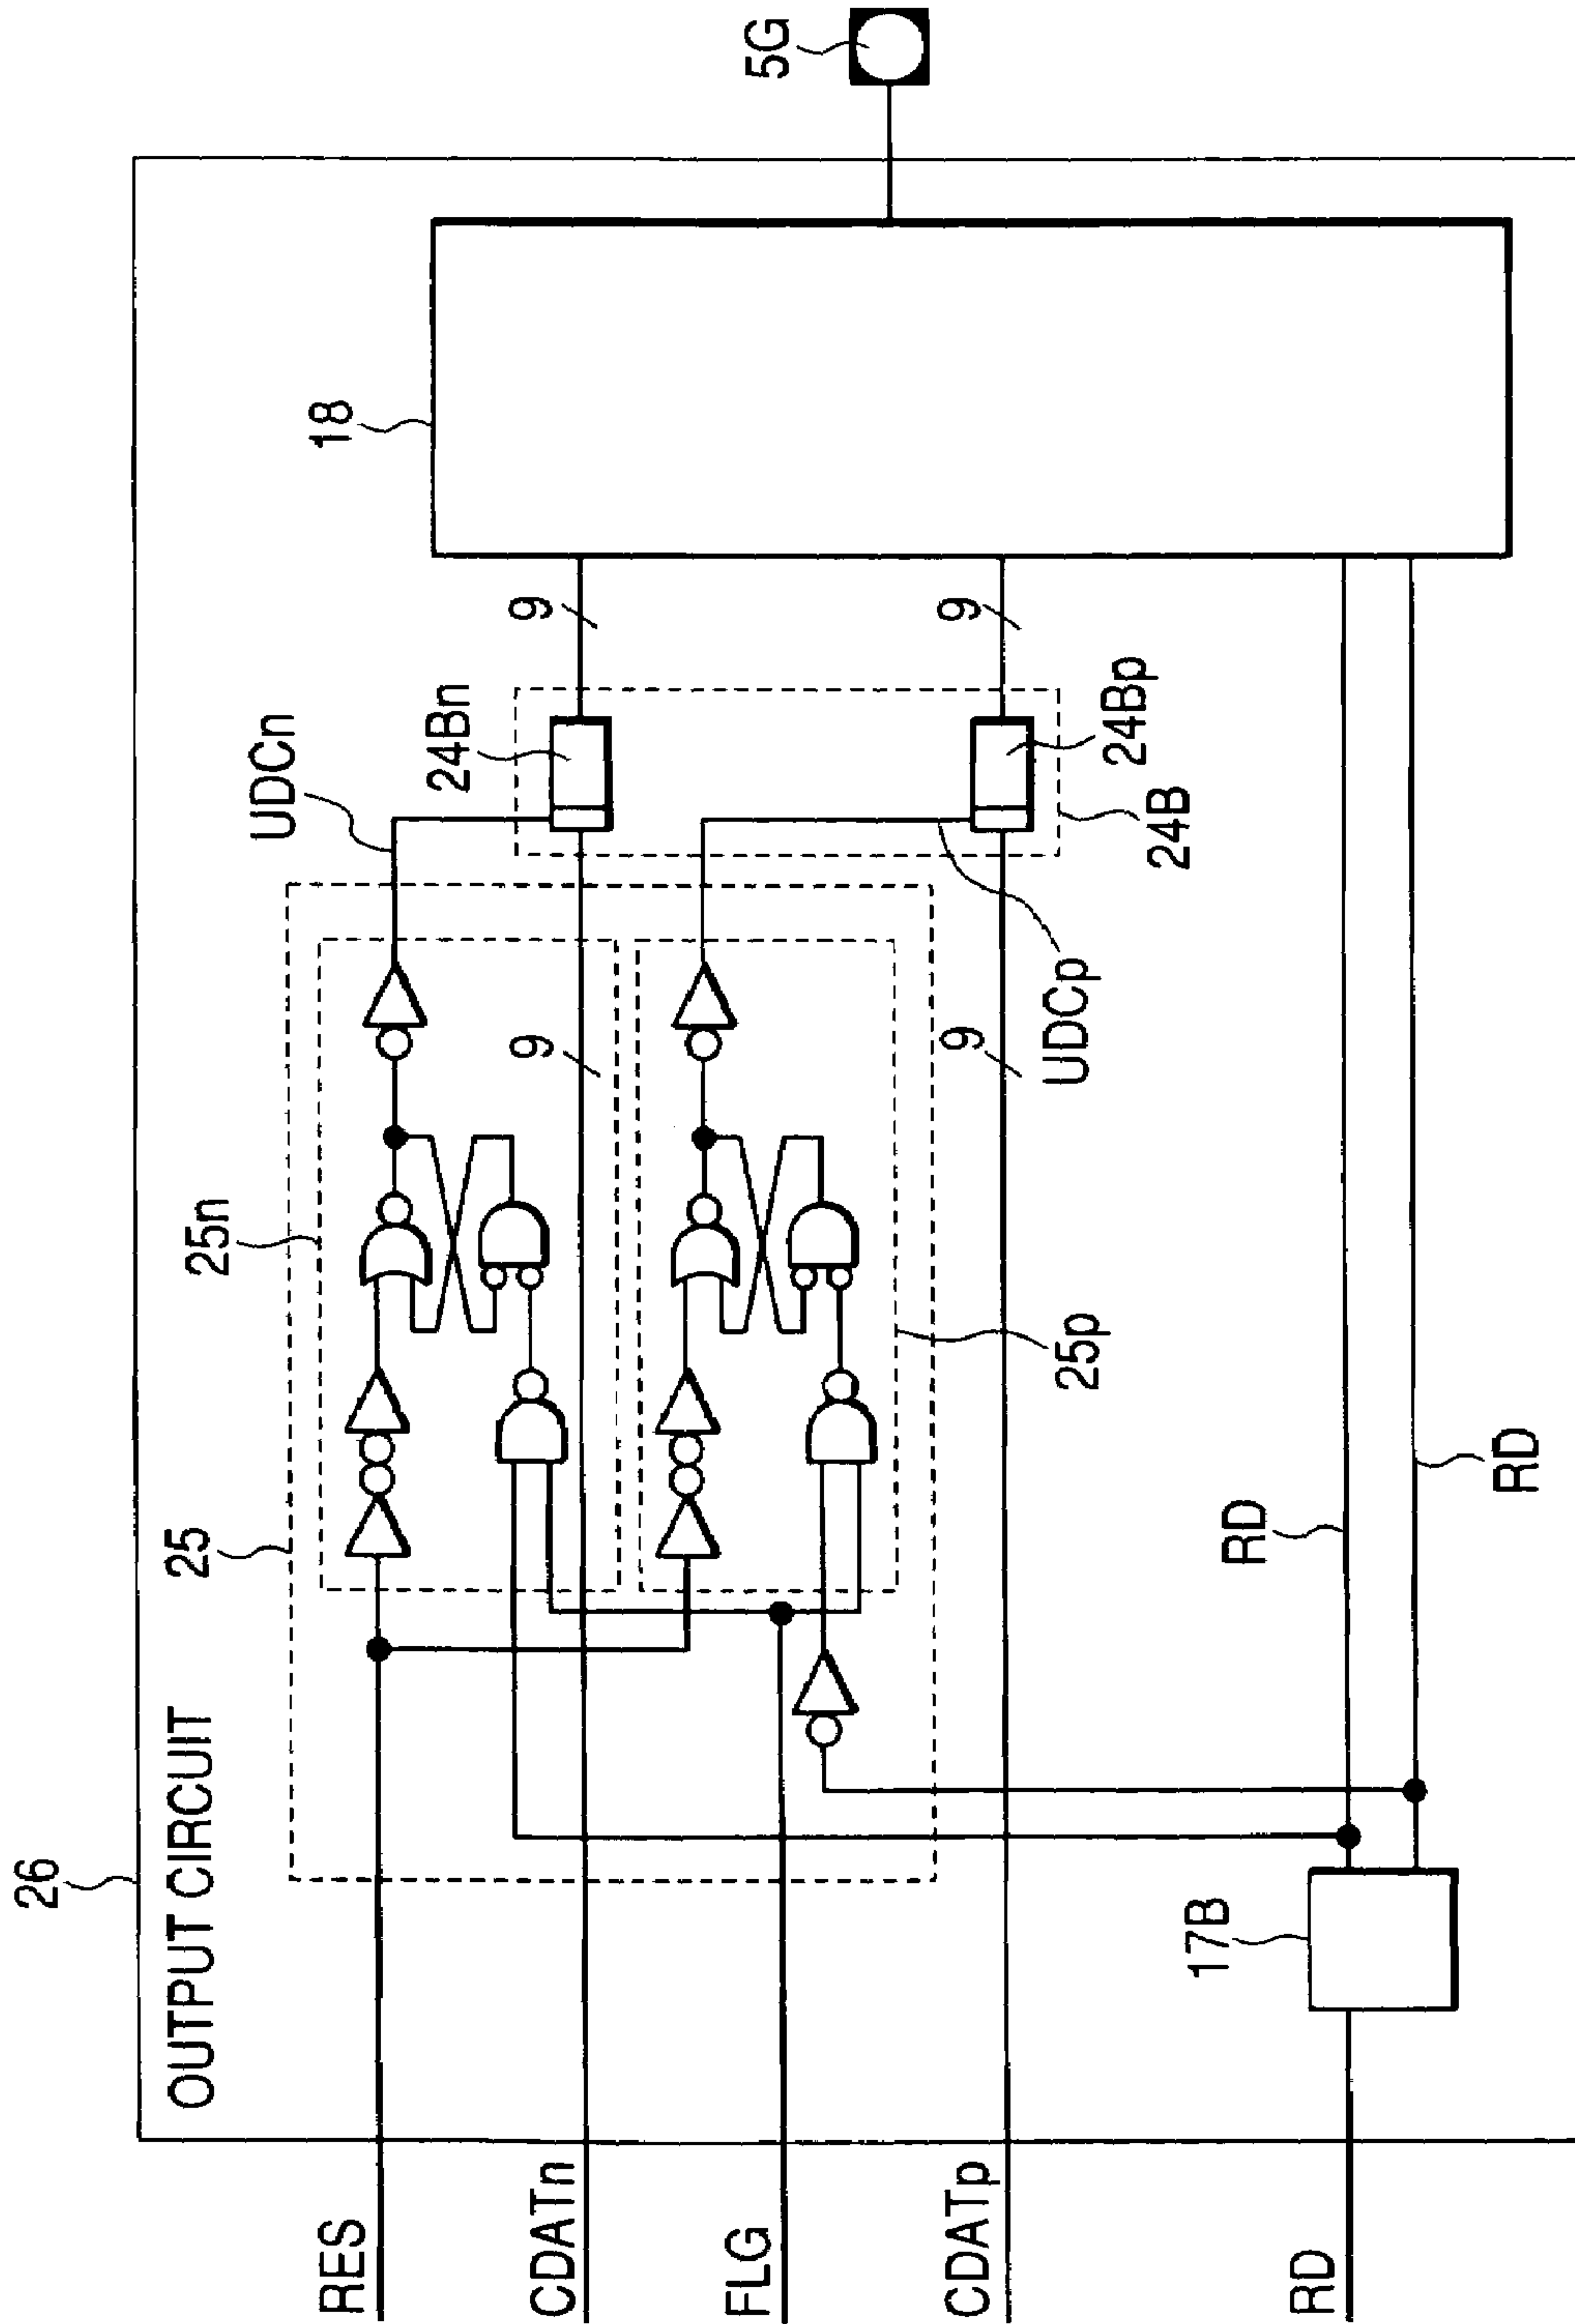 26
OUTPUT CIRCUIT
25
25n
UDCn
24Bn
18
5G
RES
CDATn
9
9
FLG
CDATp
9
9
25p
UDCp
24B
24Bp
17B
RD
RD
RD